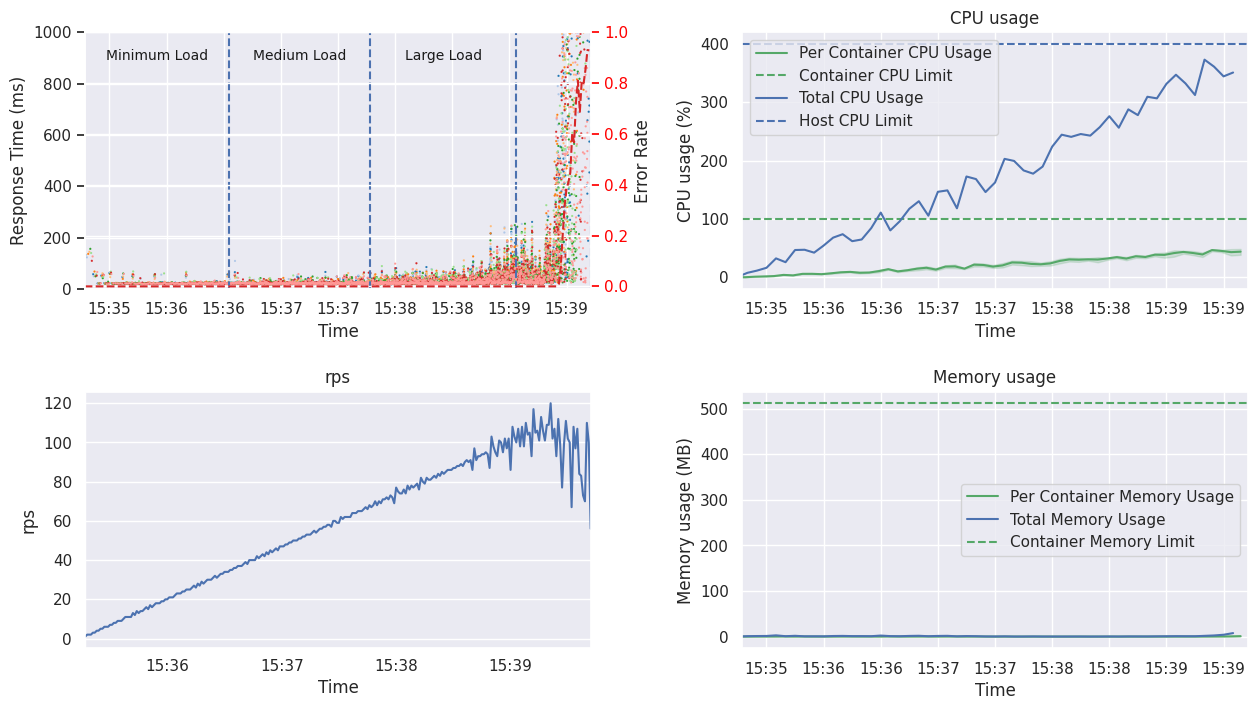 Minimum Load Medium Load Large Load
1000
800
600
400
200
0
Response Time (ms)
1.0
0.8
0.6
0.4
0.2
0.0
Error Rate
15:35 15:36 15:36 15:37 15:37 15:38 15:38 15:39 15:39
Time
CPU usage
400
300
200
100
0
CPU usage (%)
Per Container CPU Usage
Container CPU Limit
Total CPU Usage
Host CPU Limit
15:35 15:36 15:36 15:37 15:37 15:38 15:38 15:39 15:39
Time
rps
120
100
80
60
40
20
0
rps
15:36 15:37 15:38 15:39
Time
Memory usage
500
400
300
200
100
0
Memory usage (MB)
Per Container Memory Usage
Total Memory Usage
Container Memory Limit
15:35 15:36 15:36 15:37 15:37 15:38 15:38 15:39 15:39
Time